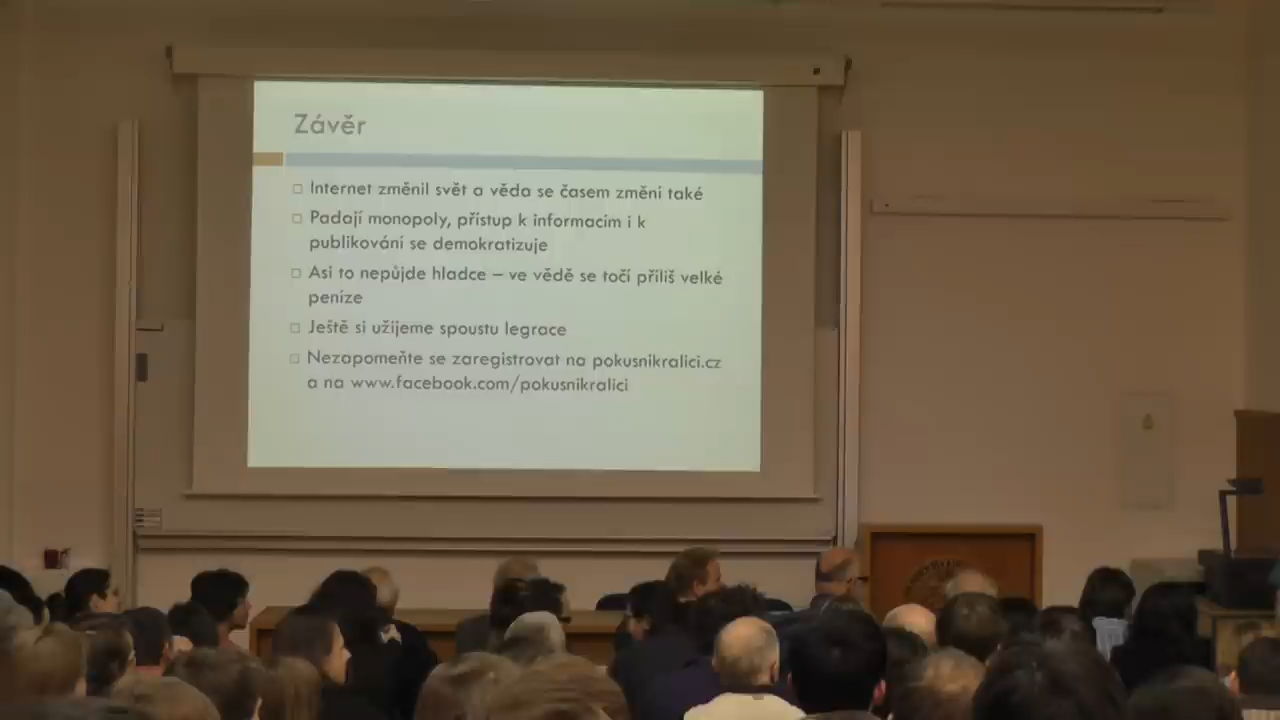 Závěr
Internet změnil svět a věda se časem změní také
Padají monopoly, přístup k informacím i k
publikování se demokratizuje
Asi to nepůjde hladce – ve vědě se točí příliš velké
peníze
Ještě si užijeme spoustu legrace
Nezapomeňte se zaregistrovat na pokusnikralici.cz
a na www.facebook.com/pokusnikralici